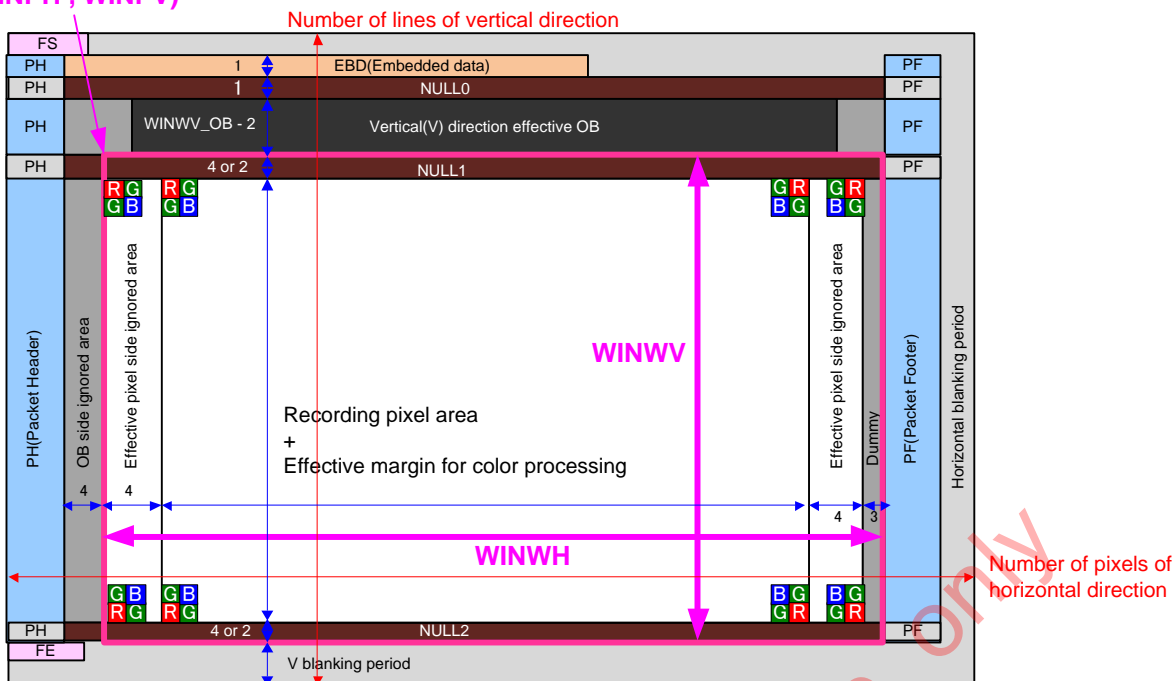 Number of lines of vertical direction
FS
PH
1
EBD(Embedded data)
PF
PH
1
NULL0
PF
PH
WINWV_OB - 2
Vertical(V) direction effective OB
PF
PH
4 or 2
NULL1
PF
R G R G G R G R
G B G B B G B G
PH(Packet Header)
OB side ignored area
Effective pixel side ignored area
WINWV
Effective pixel side ignored area
Dummy
PF(Packet Footer)
Horizontal blanking period
Recording pixel area
+
Effective margin for color processing
4
4
4
3
WINWH
Number of pixels of
horizontal direction
G B G B B G B G
R G R G G R G R
PH
4 or 2
NULL2
PF
FE
V blanking period
only